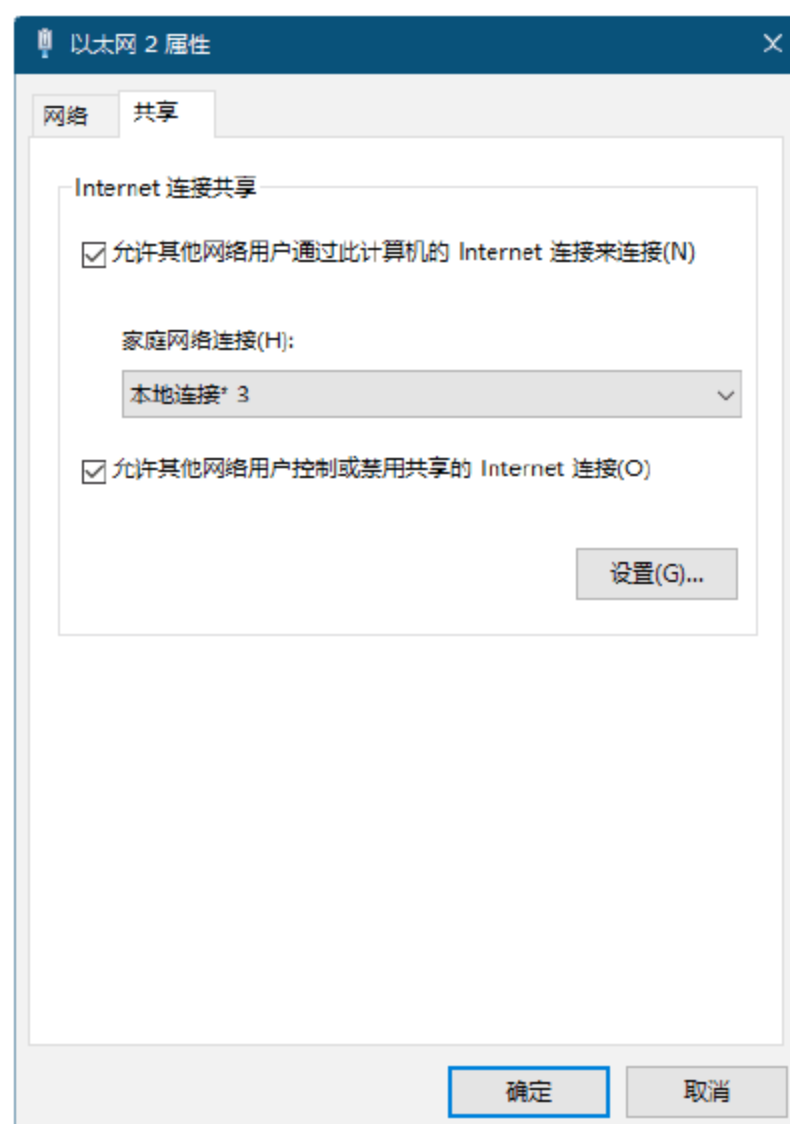 以太网 2 属性
网络
共享
Internet 连接共享
允许其他网络用户通过此计算机的 Internet 连接来连接(N)
家庭网络连接(H):
本地连接* 3
允许其他网络用户控制或禁用共享的 Internet 连接(O)
设置(G)...
确定
取消